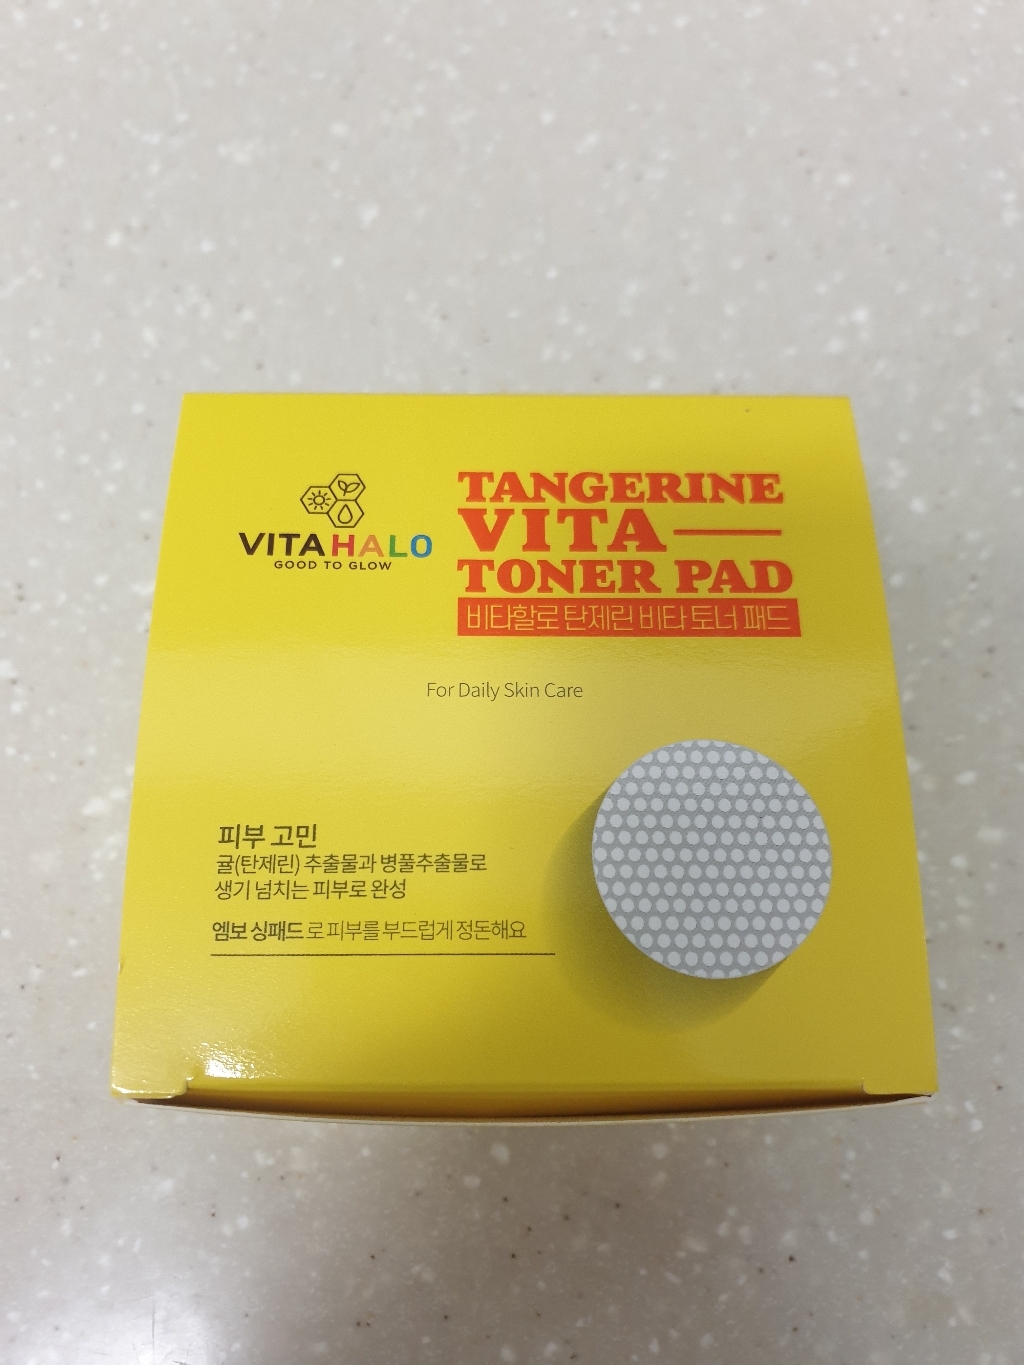 VITAHALO
GOOD TO GLOW
TANGERINE
VITA
TONER PAD
비타할로 탄제린 비타 토너 패드
For Daily Skin Care
피부 고민
귤(탄제린) 추출물과 병풀추출물로
생기 넘치는 피부로 완성
엠보싱패드로 피부를 부드럽게 정돈해요